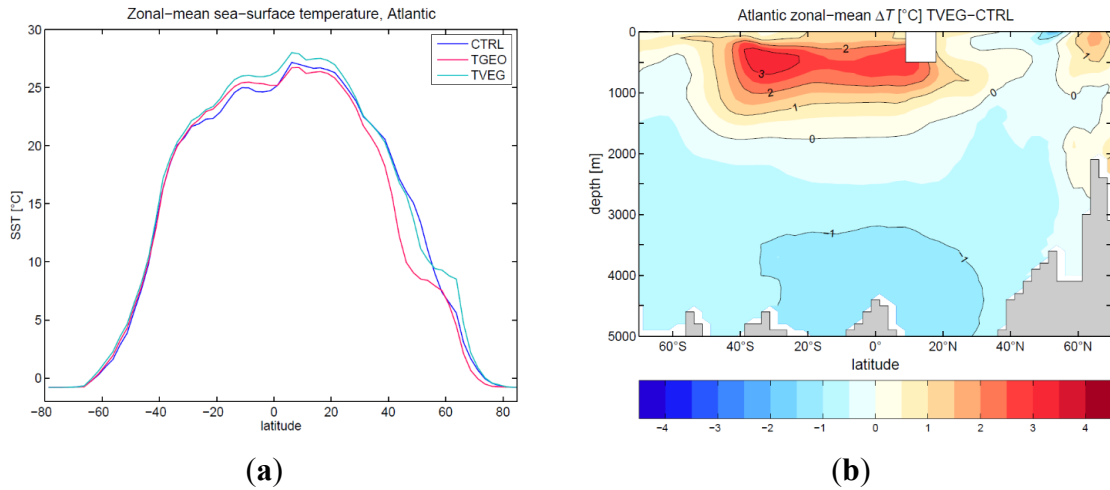 Zonal-mean sea-surface temperature, Atlantic
30
25
20
15
10
5
0
SST [°C]
CTRL
TGEO
TVEG
−80 −60 −40 −20 0 20 40 60 80
latitude
(a)
Atlantic zonal-mean ΔT [°C] TVEG−CTRL
0
1000
2000
3000
4000
5000
depth [m]
2
3
2
1
0
0
1
0
−1
1
60°S 40°S 20°S 0° 20°N 40°N 60°N
latitude
−4 −3 −2 −1 0 1 2 3 4
(b)